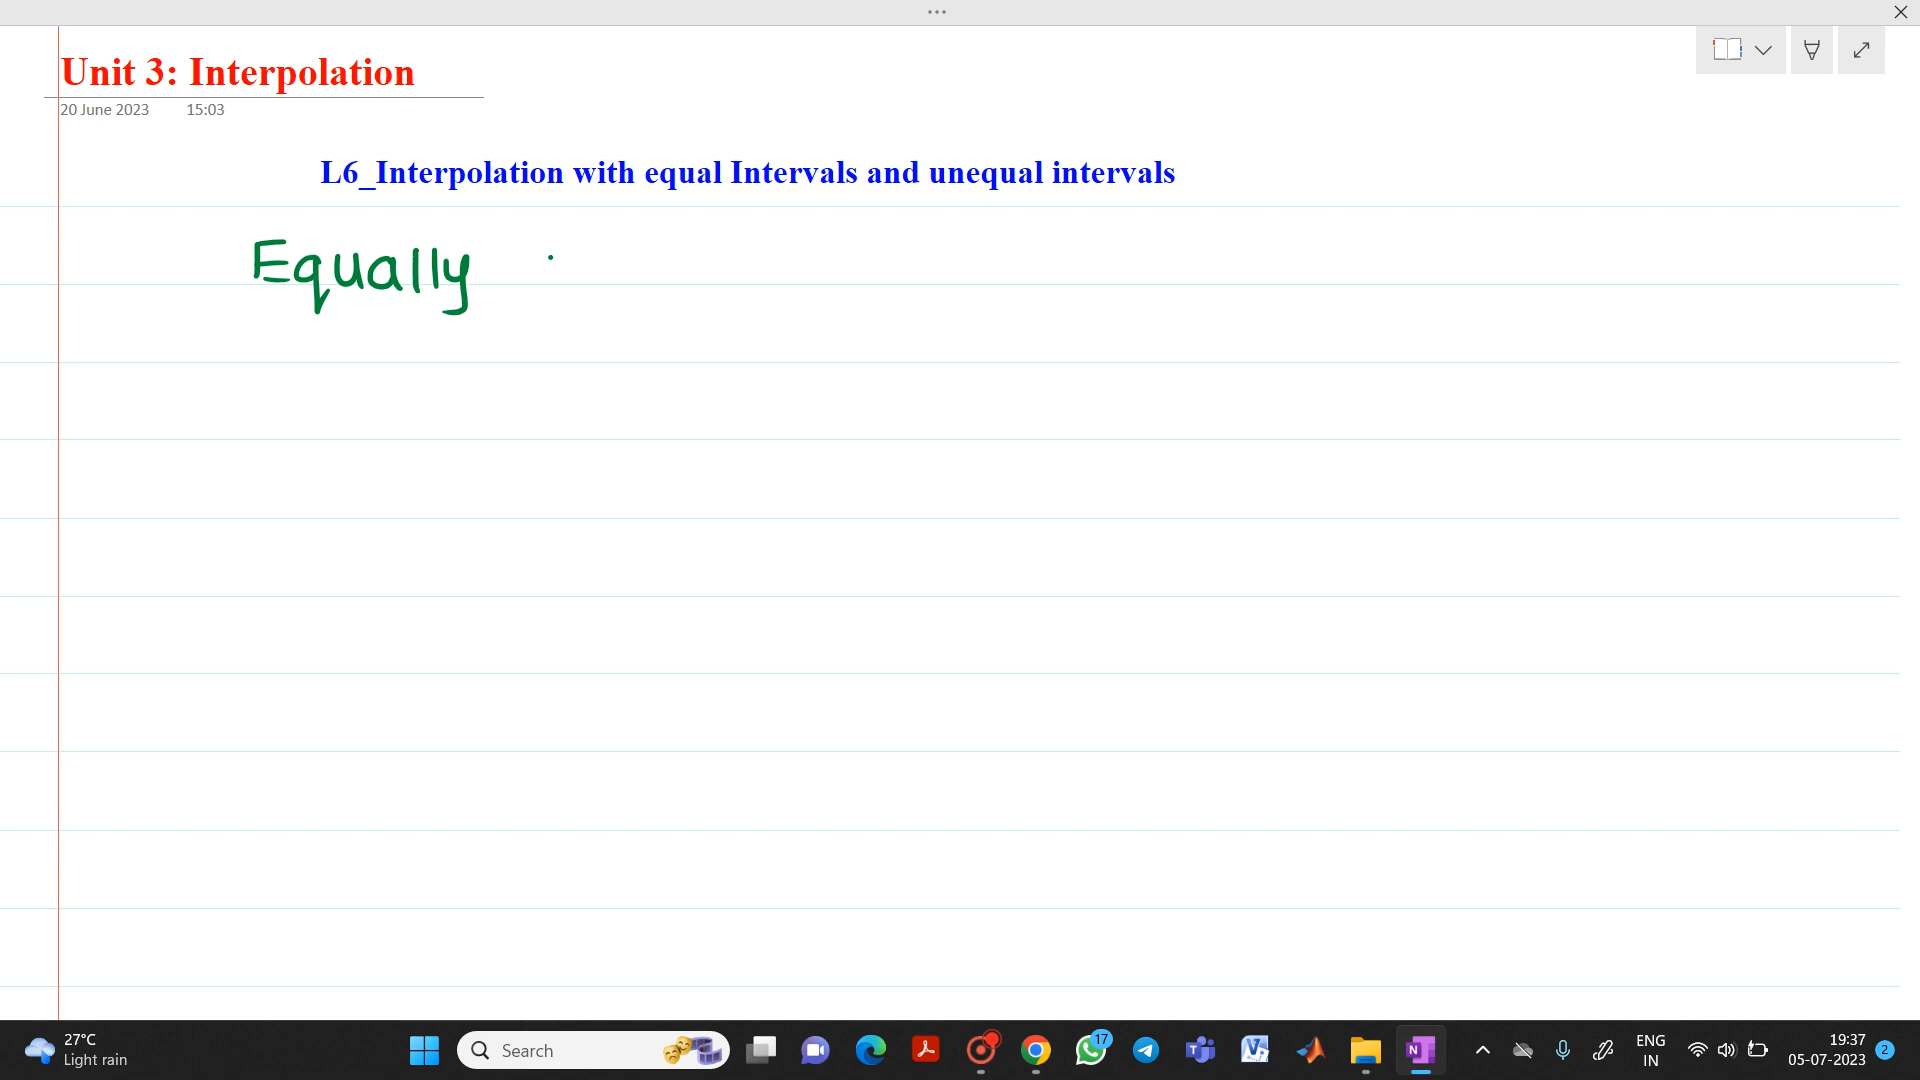 Unit 3: Interpolation
20 June 2023 15:03
L6_Interpolation with equal Intervals and unequal intervals
Equally
27°C
Light rain
Search
17
ENG
IN
19:37
05-07-2023
2